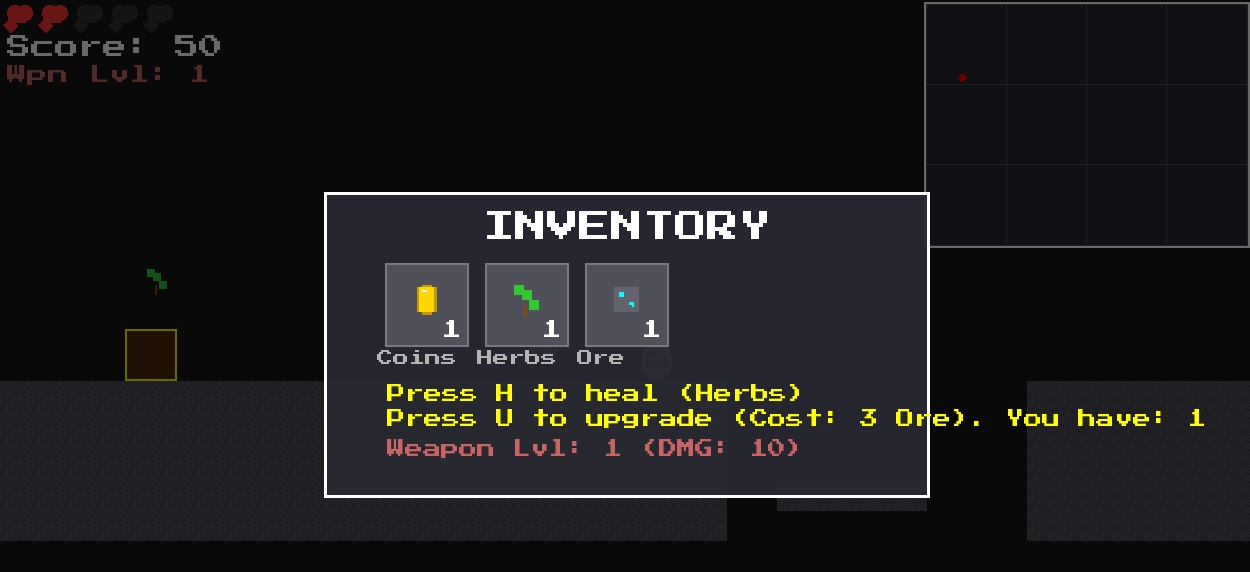 Score: 50
Wpn Lvl: 1
INVENTORY
1 1 1
Coins Herbs Ore
Press H to heal (Herbs)
Press U to upgrade (Cost: 3 Ore). You have: 1
Weapon Lvl: 1 (DMG: 10)